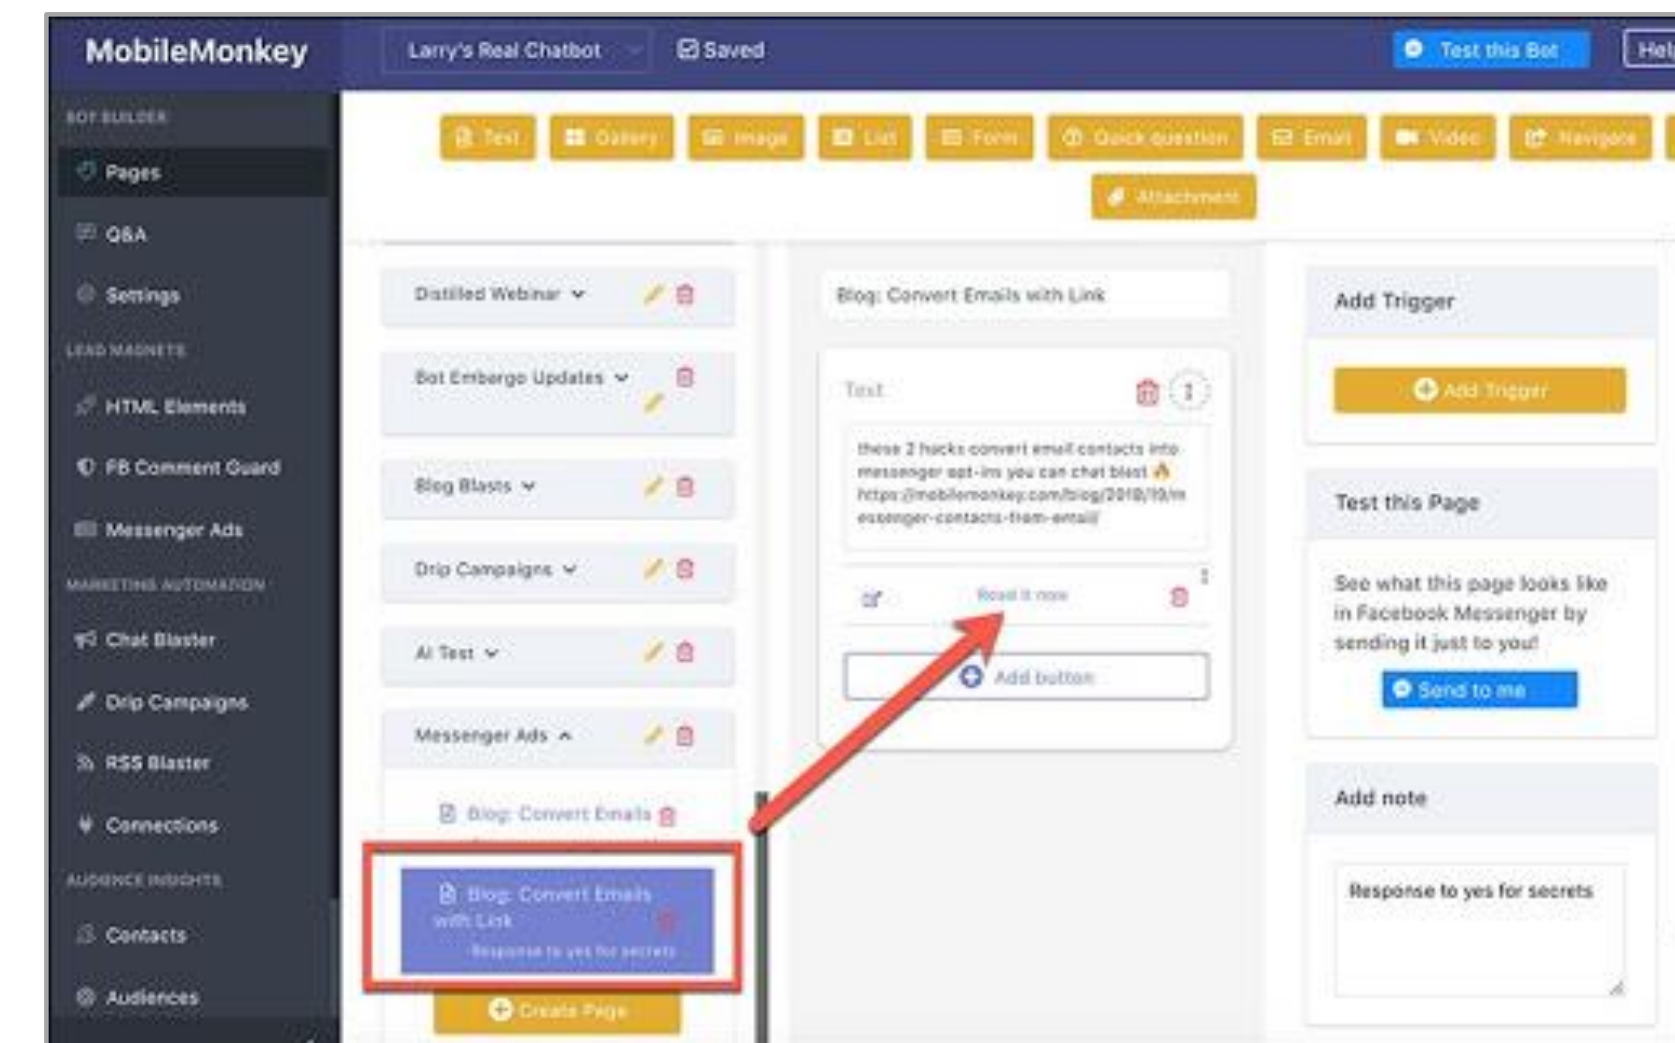 MobileMonkey
Larry's Real Chatbot
Saved
Test this Bot
Help
BOT BUILDER
Pages
Q&A
Settings
LEAD MAGNETS
HTML Elements
FB Comment Guard
Messenger Ads
MARKETING AUTOMATION
Chat Blaster
Drip Campaigns
RSS Blaster
Connections
AUDIENCE INSIGHTS
Contacts
Audiences
Text
Gallery
Image
List
Form
Quick question
Email
Video
Navigate
Attachment
Distilled Webinar
Bot Embargo Updates
Blog Blasts
Drip Campaigns
AI Test
Messenger Ads
Blog: Convert Emails
Blog: Convert Emails
with Link
-Response to yes for secrets
Create Page
Blog: Convert Emails with Link
Text
these 2 hacks convert email contacts into
messenger opt-ins you can chat blast 🔥
https://mobilemonkey.com/blog/2018/10/m
essenger-contacts-from-email/
Read it now
Add button
Add Trigger
Add Trigger
Test this Page
See what this page looks like
in Facebook Messenger by
sending it just to you!
Send to me
Add note
Response to yes for secrets